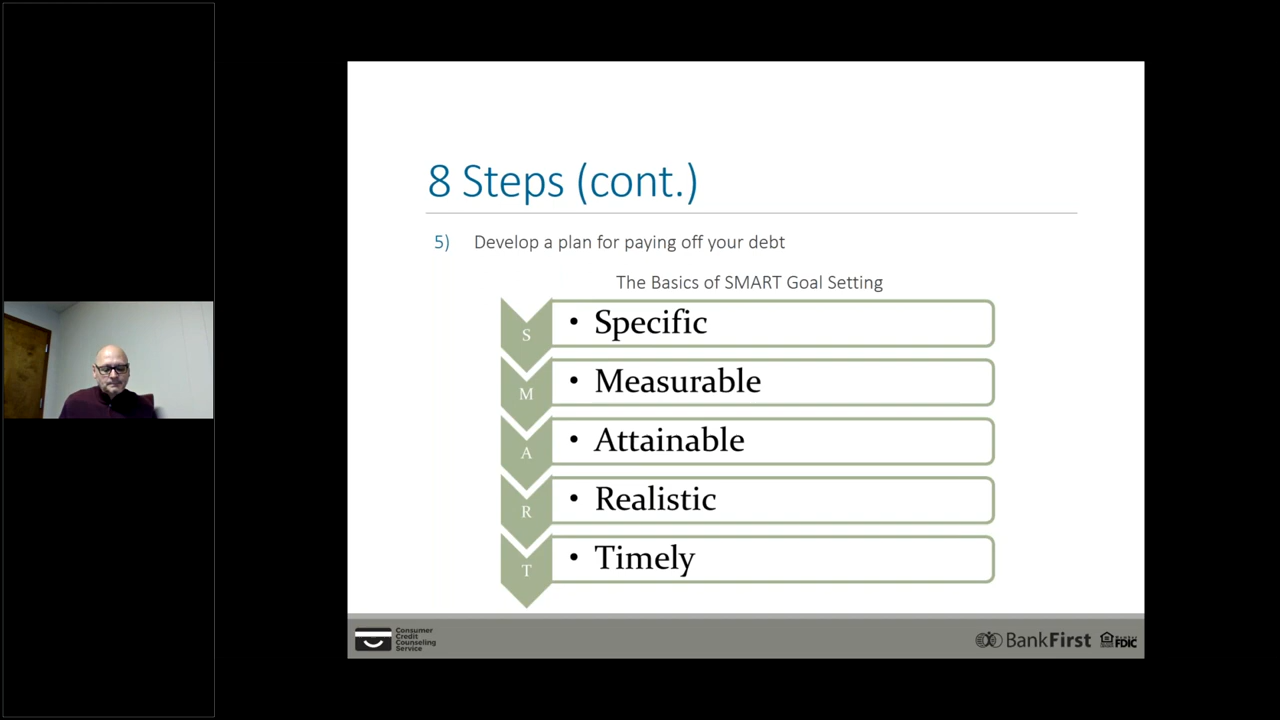 8 Steps (cont.)
5) Develop a plan for paying off your debt
The Basics of SMART Goal Setting
S • Specific
M • Measurable
A • Attainable
R • Realistic
T • Timely
Consumer
Credit
Counseling
Service
BankFirst
FDIC